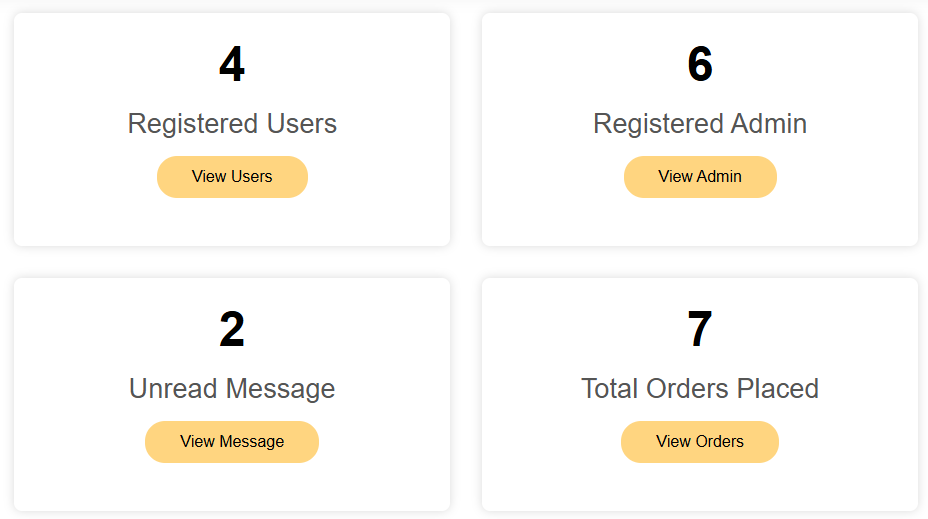 4
Registered Users
View Users
6
Registered Admin
View Admin
2
Unread Message
View Message
7
Total Orders Placed
View Orders